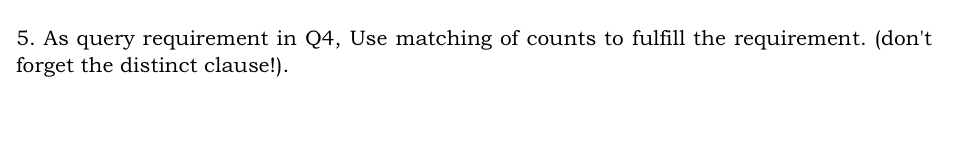 5. As query requirement in Q4, Use matching of counts to fulfill the requirement. (don't
forget the distinct clause!).